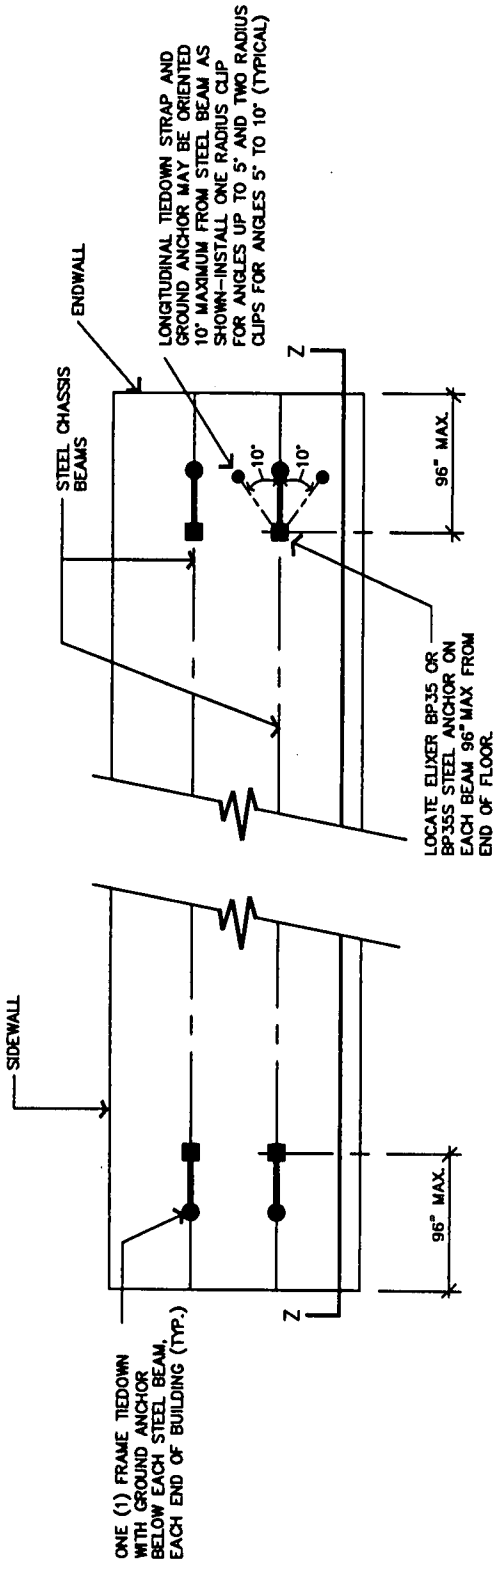 ONE (1) FRAME TIEDOWN
WITH GROUND ANCHOR
BELOW EACH STEEL BEAM,
EACH END OF BUILDING (TYP.)
SIDEWALL
STEEL CHASSIS
BEAMS
ENDWALL
LONGITUDINAL TIEDOWN STRAP AND
GROUND ANCHOR MAY BE ORIENTED
10° MAXIMUM FROM STEEL BEAM AS
SHOWN-INSTALL ONE RADIUS CLIP
FOR ANGLES UP TO 5° AND TWO RADIUS
CLIPS FOR ANGLES 5° TO 10° (TYPICAL)
10°
10°
Z
Z
96" MAX.
96" MAX.
LOCATE ELIXER BP35 OR
BP35S STEEL ANCHOR ON
EACH BEAM 96" MAX FROM
END OF FLOOR.